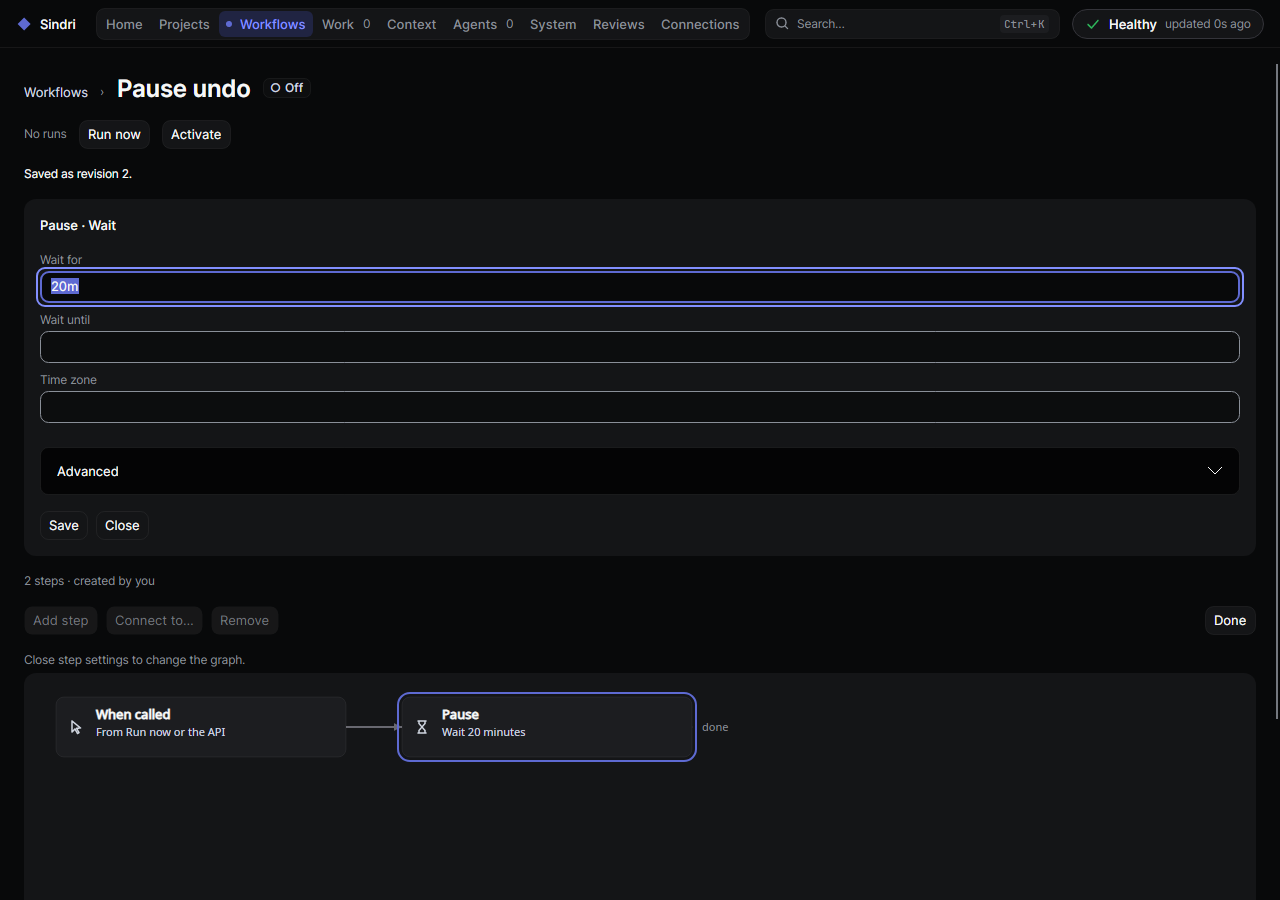 Sindri
Home Projects Workflows Work 0 Context Agents 0 System Reviews Connections
Search... Ctrl+K
Healthy updated 0s ago
Workflows › Pause undo Off
No runs Run now Activate
Saved as revision 2.
Pause · Wait
Wait for
20m
Wait until
Time zone
Advanced
Save Close
2 steps · created by you
Add step Connect to... Remove Done
Close step settings to change the graph.
When called
From Run now or the API
Pause
Wait 20 minutes
done